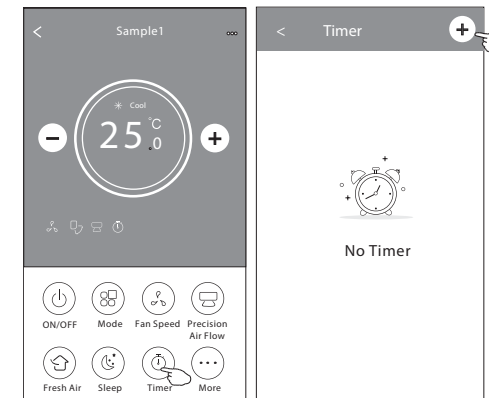 Sample1
Cool
25.0 °C
ON/OFF
Mode
Fan Speed
Precision
Air Flow
Fresh Air
Sleep
Timer
More
Timer
No Timer